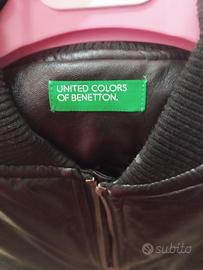 UNITED COLORS
OF BENETTON.
subito